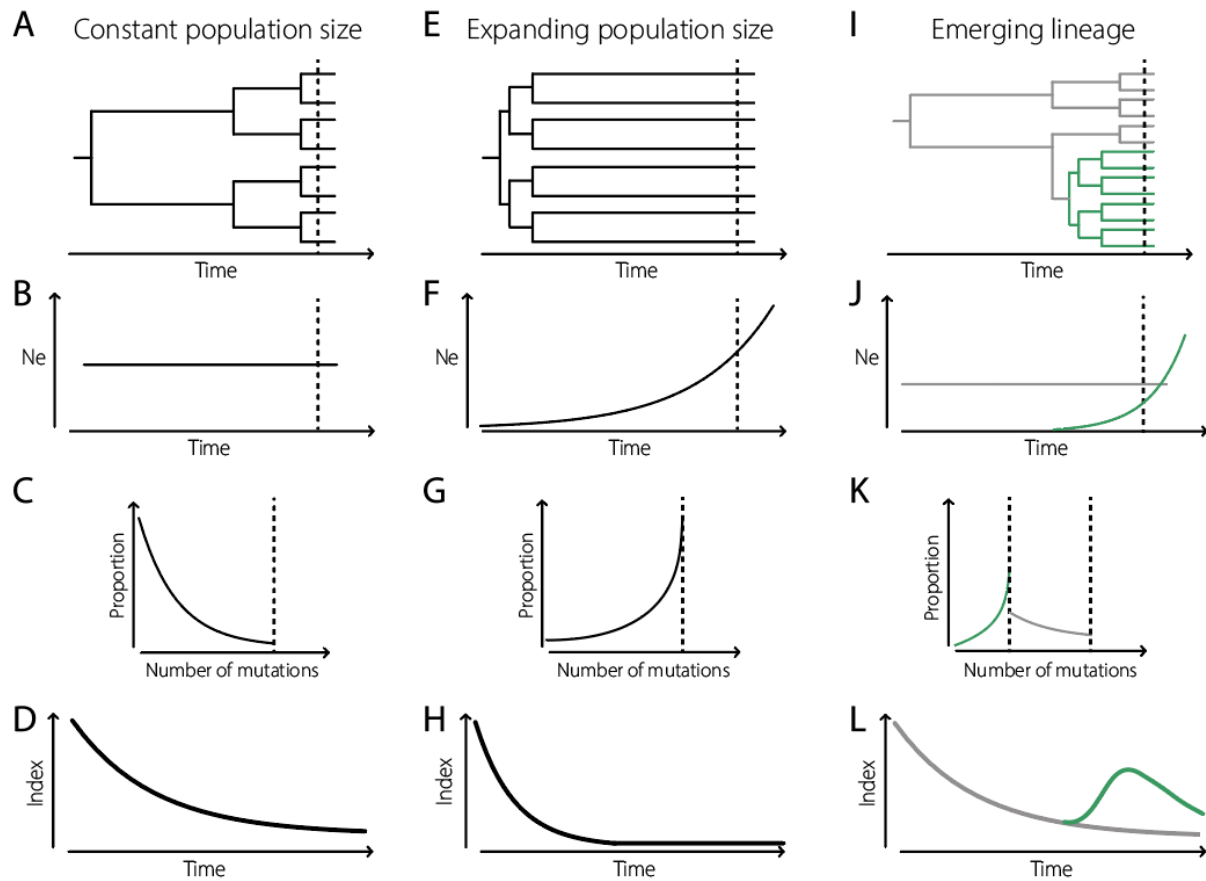 A Constant population size
E Expanding population size
I Emerging lineage
Time
Time
Time
B
Ne
Time
F
Ne
Time
J
Ne
Time
C
Proportion
Number of mutations
G
Proportion
Number of mutations
K
Proportion
Number of mutations
D
Index
Time
H
Index
Time
L
Index
Time